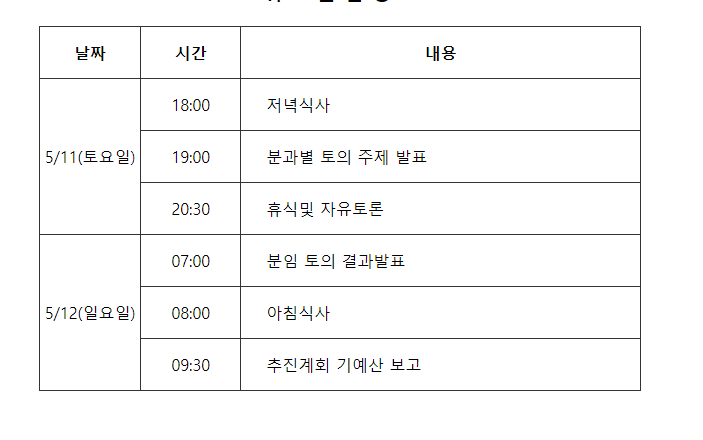 날짜 시간 내용
5/11(토요일) 18:00 저녁식사
19:00 분과별 토의 주제 발표
20:30 휴식및 자유토론
5/12(일요일) 07:00 분임 토의 결과발표
08:00 아침식사
09:30 추진계회 기예산 보고